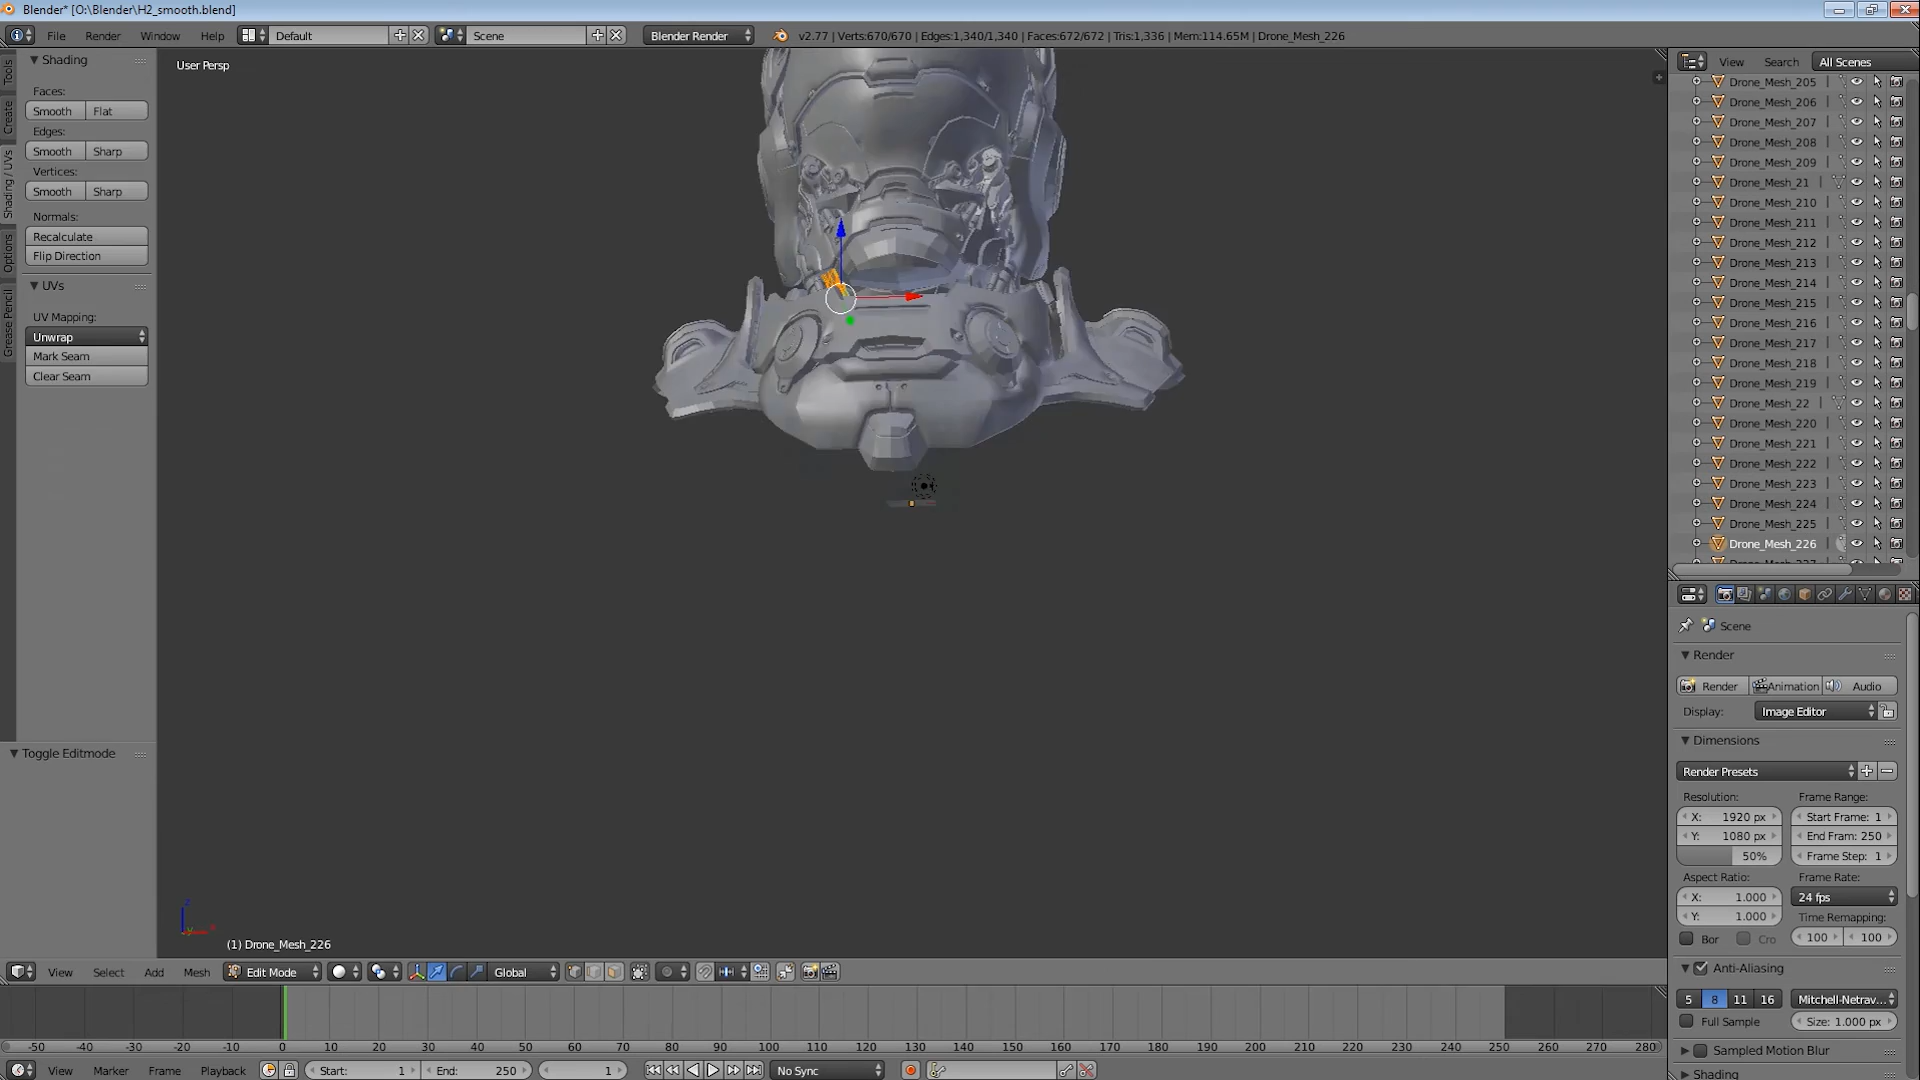 Blender* [O:\Blender\H2_smooth.blend]
File Render Window Help Default Scene Blender Render v2.77 | Verts:670/670 | Edges:1,340/1,340 | Faces:672/672 | Tris:1,336 | Mem:114.65M | Drone_Mesh_226
Tools
Create
Shading / UVs
Options
Grease Pencil
Shading
Faces:
Smooth Flat
Edges:
Smooth Sharp
Vertices:
Smooth Sharp
Normals:
Recalculate
Flip Direction
UVs
UV Mapping:
Unwrap
Mark Seam
Clear Seam
Toggle Editmode
User Persp
(1) Drone_Mesh_226
View Search All Scenes
Drone_Mesh_205
Drone_Mesh_206
Drone_Mesh_207
Drone_Mesh_208
Drone_Mesh_209
Drone_Mesh_21
Drone_Mesh_210
Drone_Mesh_211
Drone_Mesh_212
Drone_Mesh_213
Drone_Mesh_214
Drone_Mesh_215
Drone_Mesh_216
Drone_Mesh_217
Drone_Mesh_218
Drone_Mesh_219
Drone_Mesh_22
Drone_Mesh_220
Drone_Mesh_221
Drone_Mesh_222
Drone_Mesh_223
Drone_Mesh_224
Drone_Mesh_225
Drone_Mesh_226
Scene
Render
Render Animation Audio
Display: Image Editor
Dimensions
Render Presets
Resolution: Frame Range:
X: 1920 px Start Frame: 1
Y: 1080 px End Fram: 250
50% Frame Step: 1
Aspect Ratio: Frame Rate:
X: 1.000 24 fps
Y: 1.000 Time Remapping:
Bor Cro 100 100
Anti-Aliasing
5 8 11 16 Mitchell-Netrav...
Full Sample Size: 1.000 px
Sampled Motion Blur
Shading
View Select Add Mesh Edit Mode Global
-50 -40 -30 -20 -10 0 10 20 30 40 50 60 70 80 90 100 110 120 130 140 150 160 170 180 190 200 210 220 230 240 250 260 270 280
View Marker Frame Playback Start: 1 End: 250 1 No Sync